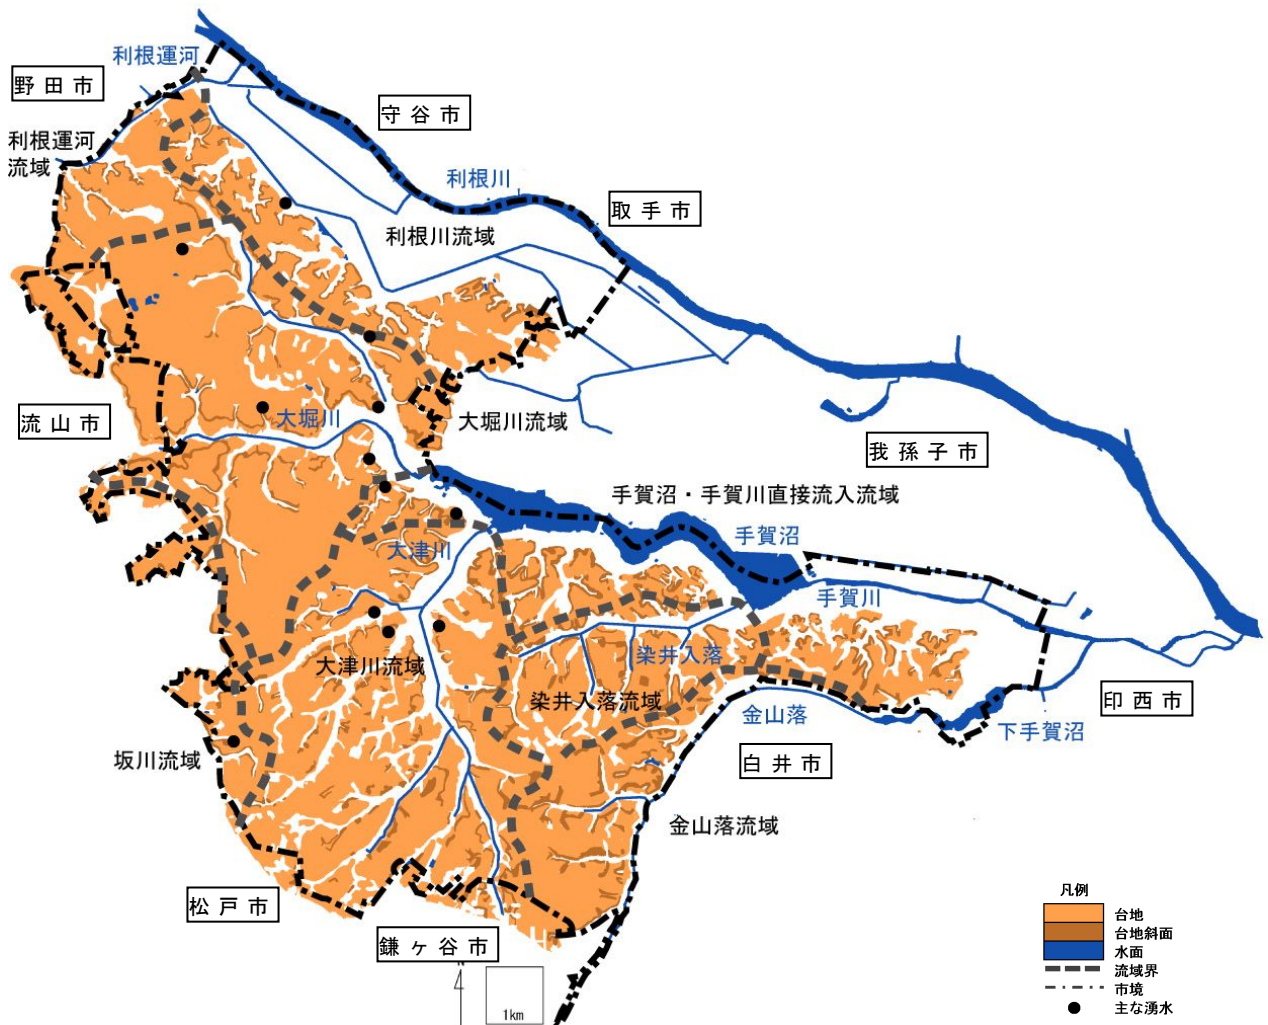 利根運河
野田市
守谷市
利根運河
流域
利根川
取手市
利根川流域
流山市
大堀川
大堀川流域
我孫子市
手賀沼・手賀川直接流入流域
手賀沼
大津川
手賀川
染井入落
大津川流域
染井入落流域
印西市
金山落
下手賀沼
坂川流域
白井市
金山落流域
松戸市
鎌ヶ谷市
1km
凡例
台地
台地斜面
水面
流域界
市境
主な湧水